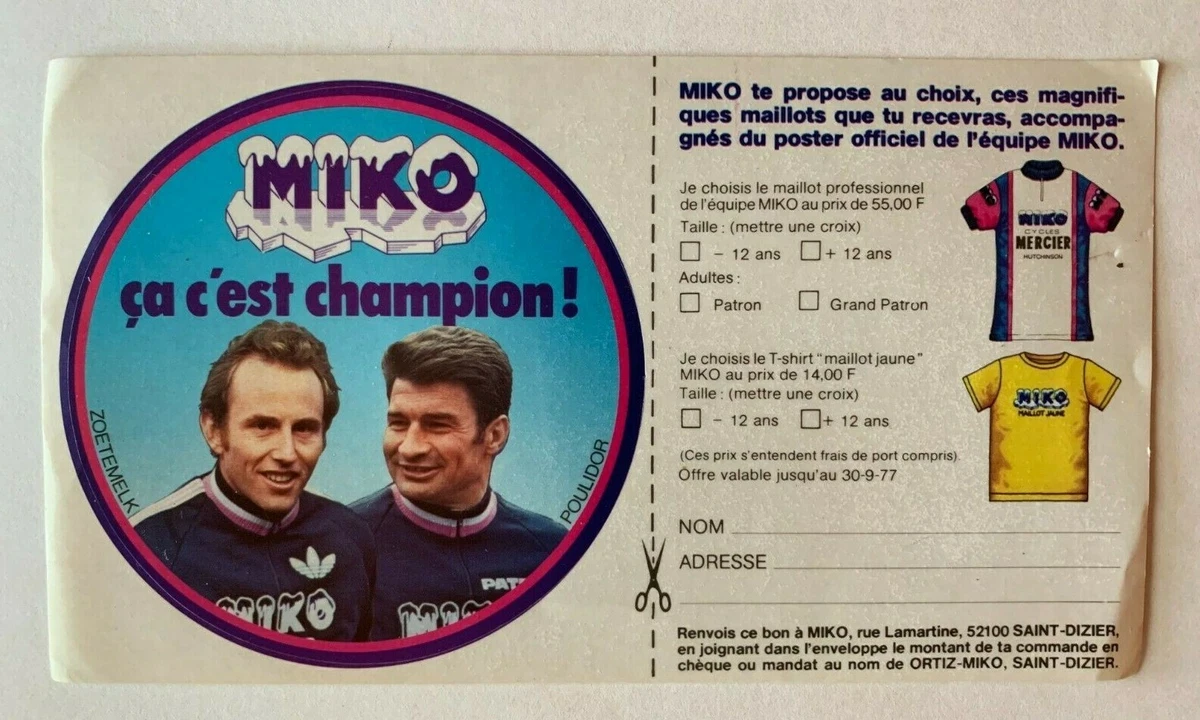 MIKO
ça c'est champion !
ZOETEMELK
POULIDOR
MIKO
PAT
MIKO te propose au choix, ces magnifi-
ques maillots que tu recevras, accompa-
gnés du poster officiel de l'équipe MIKO.
Je choisis le maillot professionnel
de l'équipe MIKO au prix de 55,00 F
Taille : (mettre une croix)
- 12 ans + 12 ans
Adultes :
Patron Grand Patron
MIKO
CYCLES
MERCIER
HUTCHINSON
Je choisis le T-shirt "maillot jaune"
MIKO au prix de 14,00 F
Taille : (mettre une croix)
- 12 ans + 12 ans
MIKO
MAILLOT JAUNE
(Ces prix s'entendent frais de port compris).
Offre valable jusqu'au 30-9-77
NOM
ADRESSE
Renvois ce bon à MIKO, rue Lamartine, 52100 SAINT-DIZIER,
en joignant dans l'enveloppe le montant de ta commande en
chèque ou mandat au nom de ORTIZ-MIKO, SAINT-DIZIER.